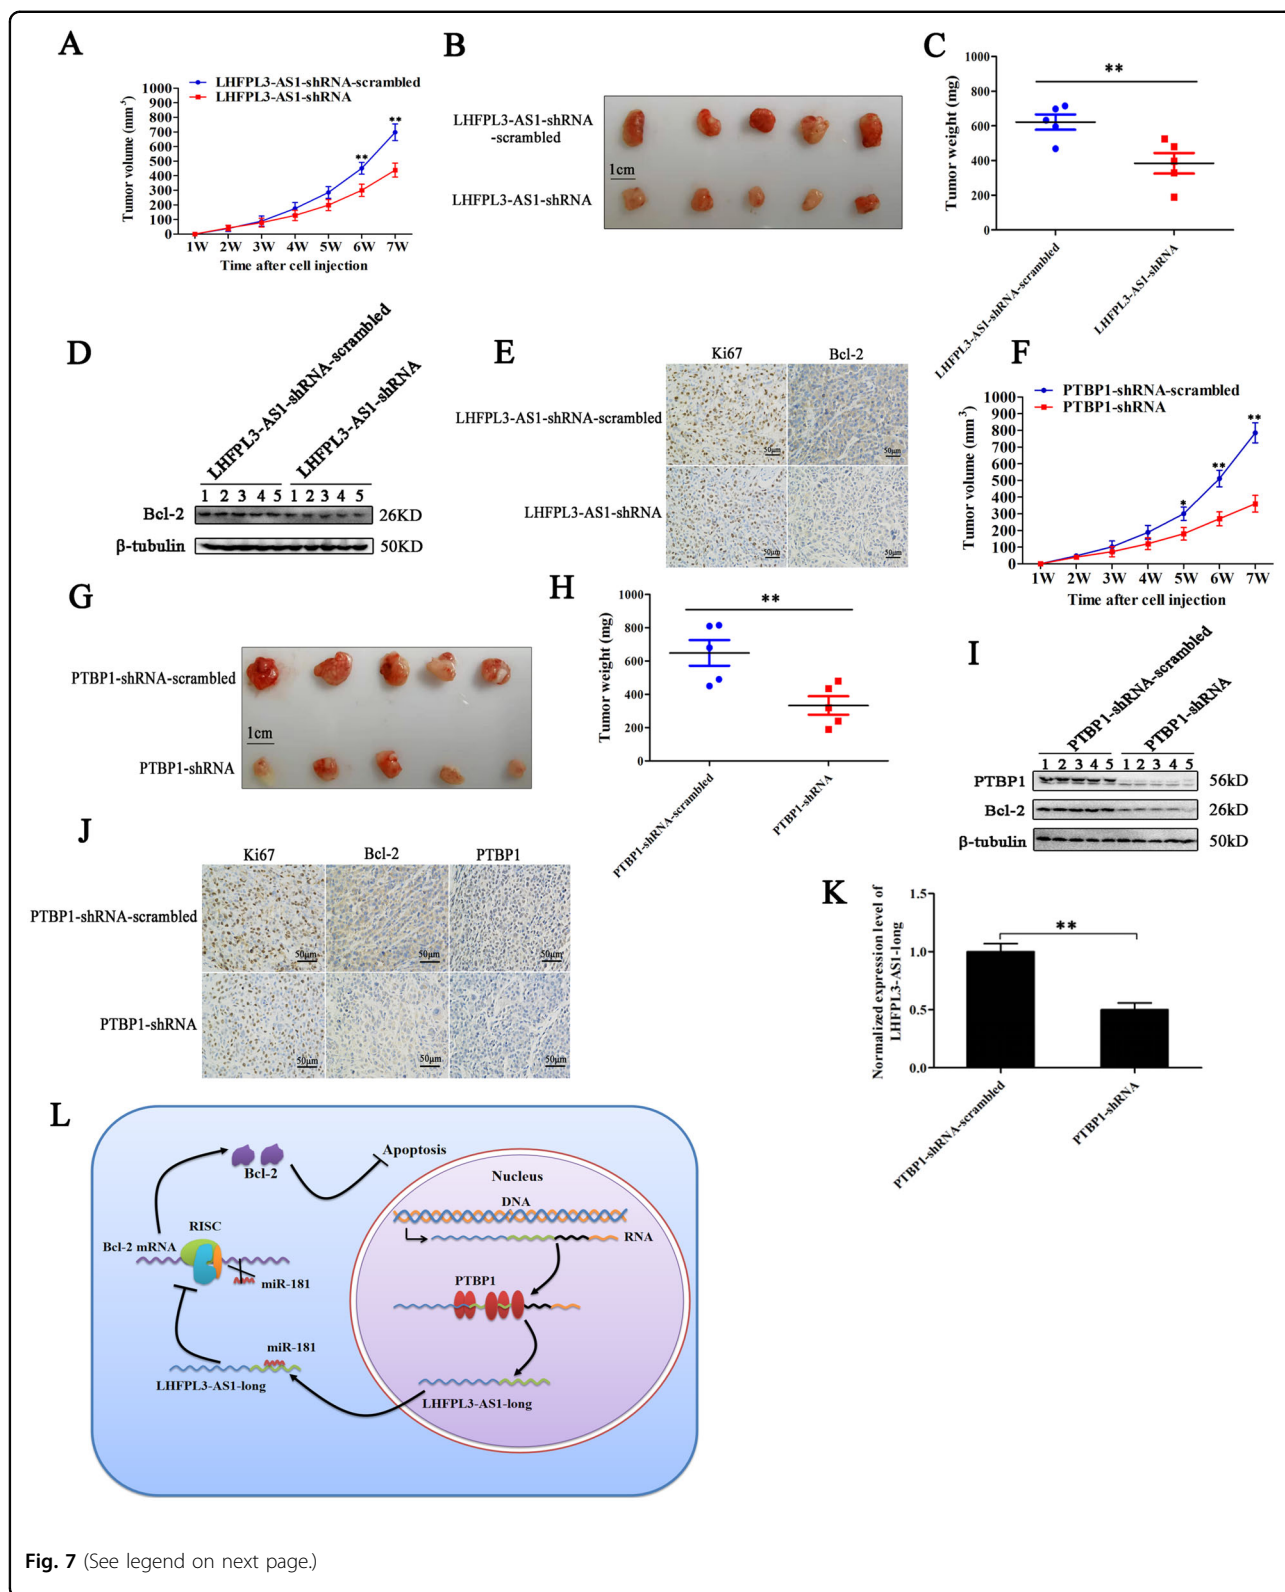 A
LHFPL3-AS1-shRNA-scrambled
LHFPL3-AS1-shRNA
Tumor volume (mm3)
1000
900
800
700
600
500
400
300
200
100
0
**
**
1W 2W 3W 4W 5W 6W 7W
Time after cell injection
B
LHFPL3-AS1-shRNA
-scrambled
1cm
LHFPL3-AS1-shRNA
C
Tumor weight (mg)
1000
800
600
400
200
0
**
LHFPL3-AS1-shRNA-scrambled
LHFPL3-AS1-shRNA
D
LHFPL3-AS1-shRNA-scrambled
LHFPL3-AS1-shRNA
1 2 3 4 5 1 2 3 4 5
Bcl-2 26KD
β-tubulin 50KD
E
Ki67 Bcl-2
LHFPL3-AS1-shRNA-scrambled
50μm 50μm
LHFPL3-AS1-shRNA
50μm 50μm
F
PTBP1-shRNA-scrambled
PTBP1-shRNA
Tumor volume (mm3)
1000
900
800
700
600
500
400
300
200
100
0
*
**
**
1W 2W 3W 4W 5W 6W 7W
Time after cell injection
G
PTBP1-shRNA-scrambled
1cm
PTBP1-shRNA
H
Tumor weight (mg)
1000
800
600
400
200
0
**
PTBP1-shRNA-scrambled
PTBP1-shRNA
I
PTBP1-shRNA-scrambled
PTBP1-shRNA
1 2 3 4 5 1 2 3 4 5
PTBP1 56kD
Bcl-2 26kD
β-tubulin 50kD
J
Ki67 Bcl-2 PTBP1
PTBP1-shRNA-scrambled
50μm 50μm 50μm
PTBP1-shRNA
50μm 50μm 50μm
K
Normalized expression level of
LHFPL3-AS1-long
1.5
1.0
0.5
0.0
**
PTBP1-shRNA-scrambled
PTBP1-shRNA
L
Bcl-2
Apoptosis
Nucleus
DNA
RNA
RISC
Bcl-2 mRNA
miR-181
PTBP1
miR-181
LHFPL3-AS1-long
LHFPL3-AS1-long
Fig. 7 (See legend on next page.)